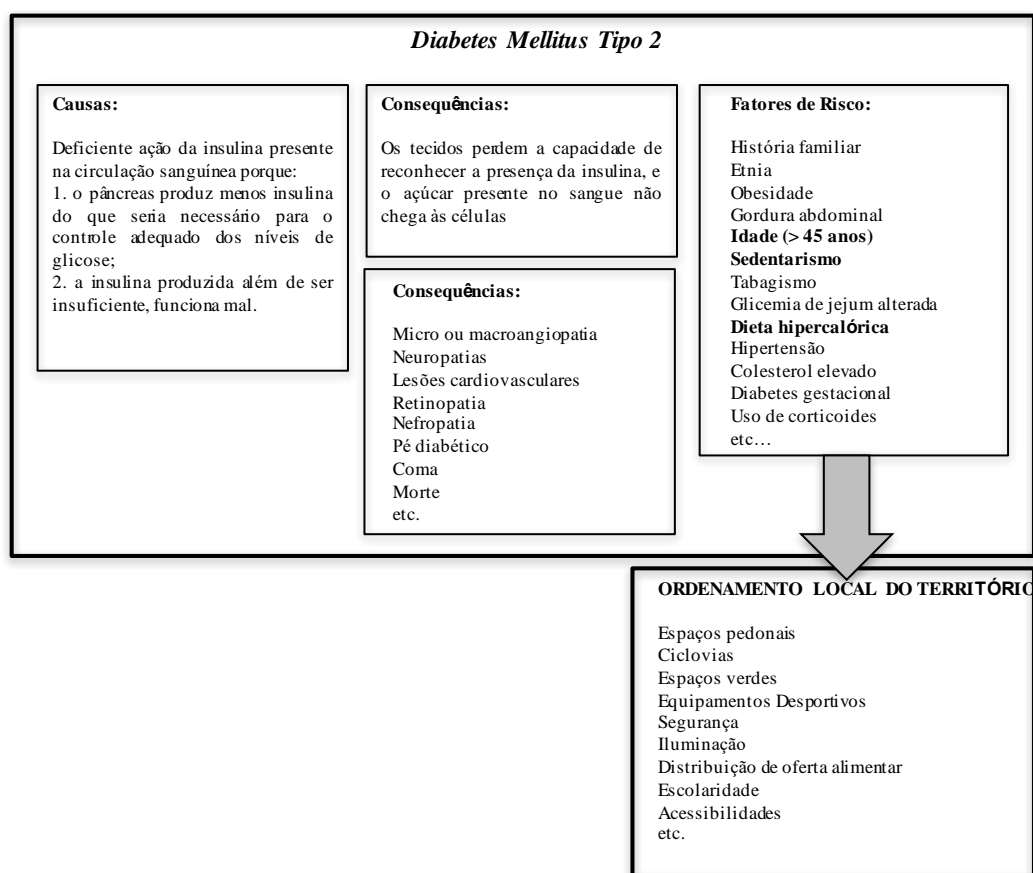 Diabetes Mellitus Tipo 2
Causas:
Deficiente ação da insulina presente
na circulação sanguínea porque:
1. o pâncreas produz menos insulina
do que seria necessário para o
controle adequado dos níveis de
glicose;
2. a insulina produzida além de ser
insuficiente, funciona mal.
Consequências:
Os tecidos perdem a capacidade de
reconhecer a presença da insulina, e
o açúcar presente no sangue não
chega às células
Consequências:
Micro ou macroangiopatia
Neuropatias
Lesões cardiovasculares
Retinopatia
Nefropatia
Pé diabético
Coma
Morte
etc.
Fatores de Risco:
História familiar
Etnia
Obesidade
Gordura abdominal
Idade (> 45 anos)
Sedentarismo
Tabagismo
Glicemia de jejum alterada
Dieta hipercalórica
Hipertensão
Colesterol elevado
Diabetes gestacional
Uso de corticoides
etc…
ORDENAMENTO LOCAL DO TERRITÓRIO
Espaços pedonais
Ciclovias
Espaços verdes
Equipamentos Desportivos
Segurança
Iluminação
Distribuição de oferta alimentar
Escolaridade
Acessibilidades
etc.